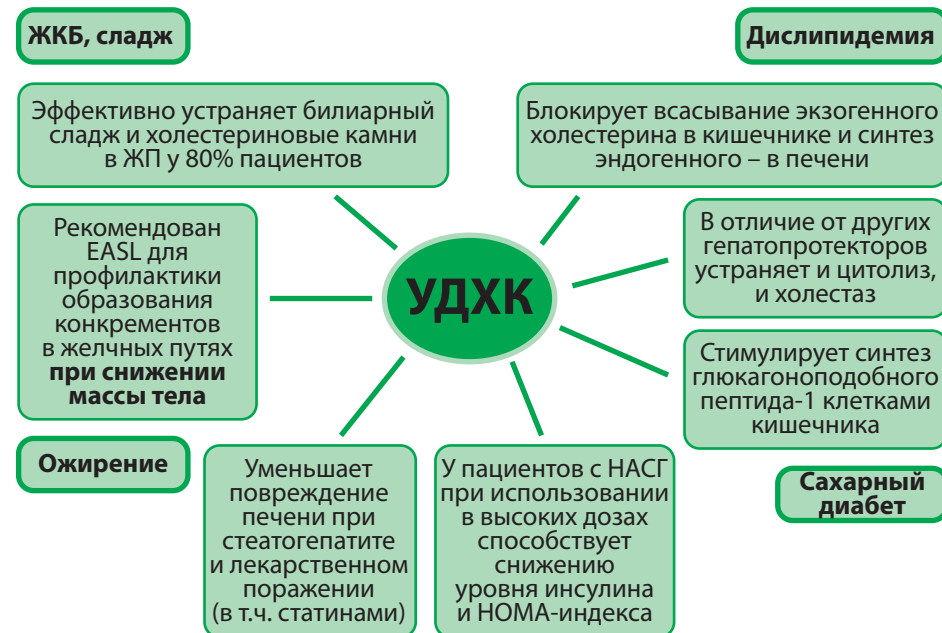 ЖКБ, сладж
Дислипидемия
Эффективно устраняет билиарный
сладж и холестериновые камни
в ЖП у 80% пациентов
Блокирует всасывание экзогенного
холестерина в кишечнике и синтез
эндогенного – в печени
Рекомендован
EASL для
профилактики
образования
конкрементов
в желчных путях
при снижении
массы тела
УДХК
В отличие от других
гепатопротекторов
устраняет и цитолиз,
и холестаз
Стимулирует синтез
глюкагоноподобного
пептида-1 клетками
кишечника
Ожирение
Уменьшает
повреждение
печени при
стеатогепатите
и лекарственном
поражении
(в т.ч. статинами)
У пациентов с НАСГ
при использовании
в высоких дозах
способствует
снижению
уровня инсулина
и НОМА-индекса
Сахарный
диабет